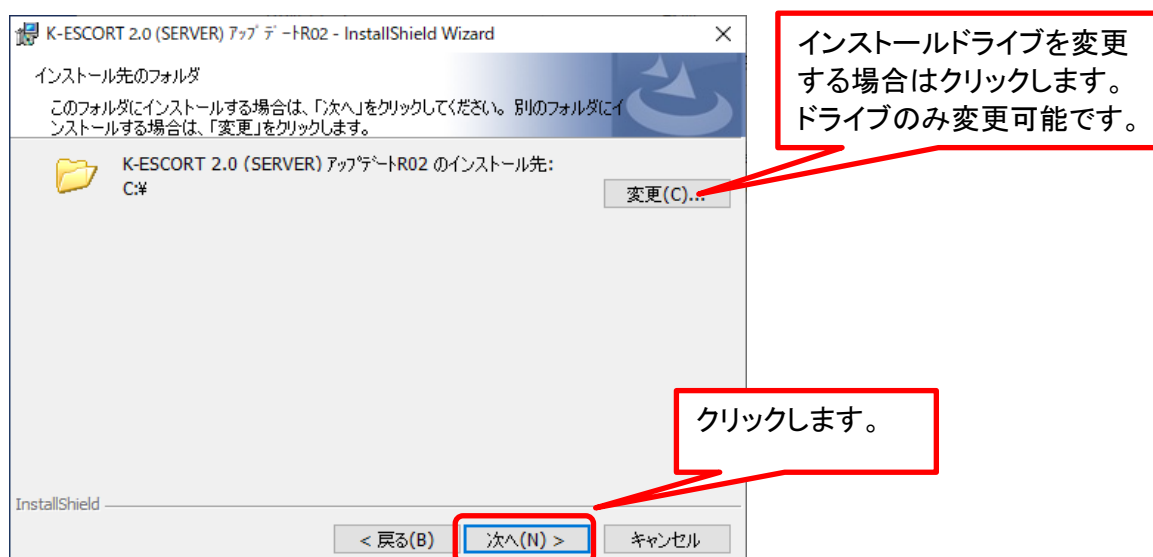 K-ESCORT 2.0 (SERVER) ｱｯﾌﾟﾃﾞｰﾄR02 - InstallShield Wizard
インストール先のフォルダ
このフォルダにインストールする場合は、「次へ」をクリックしてください。別のフォルダにイ
ンストールする場合は、「変更」をクリックします。
K-ESCORT 2.0 (SERVER) ｱｯﾌﾟﾃﾞｰﾄR02 のインストール先:
C:¥
変更(C)...
インストールドライブを変更
する場合はクリックします。
ドライブのみ変更可能です。
クリックします。
InstallShield
< 戻る(B)
次へ(N) >
キャンセル